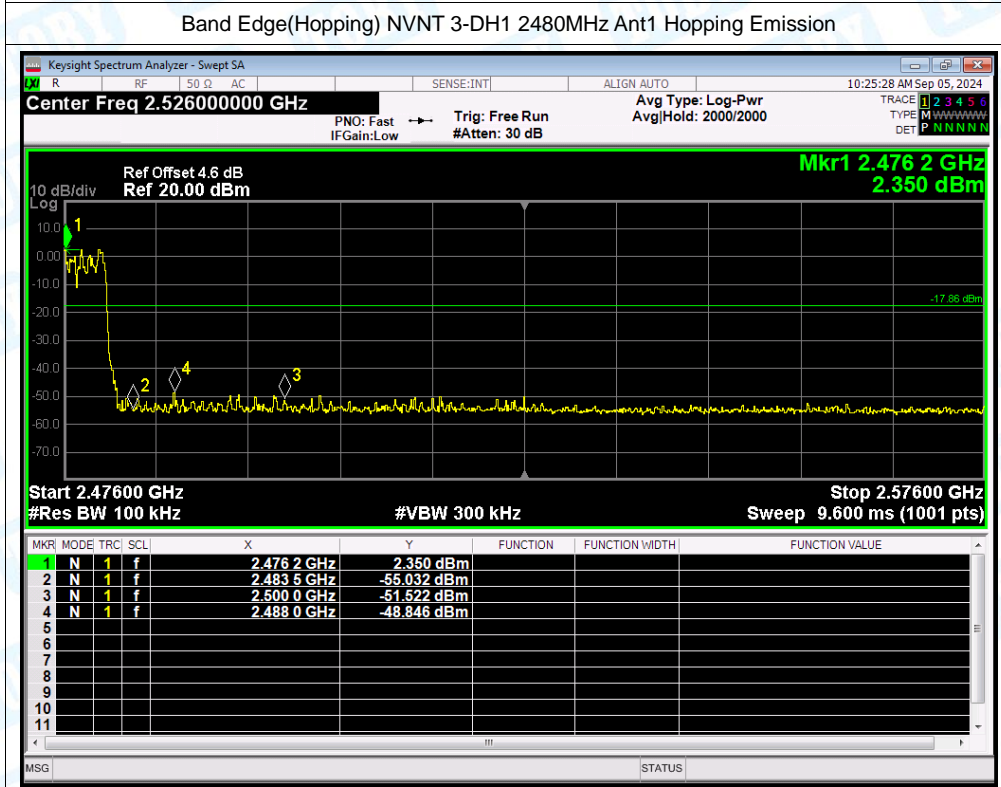 Band Edge(Hopping) NVNT 3-DH1 2480MHz Ant1 Hopping Emission
Keysight Spectrum Analyzer - Swept SA
LXI R RF 50 Ω AC SENSE:INT ALIGN AUTO 10:25:28 AM Sep 05, 2024
Center Freq 2.526000000 GHz
PNO: Fast
IFGain:Low
Trig: Free Run
#Atten: 30 dB
Avg Type: Log-Pwr
Avg|Hold: 2000/2000
TRACE 1 2 3 4 5 6
TYPE M W W W W W
DET P N N N N N
Mkr1 2.476 2 GHz
2.350 dBm
Ref Offset 4.6 dB
10 dB/div Ref 20.00 dBm
Log
10.0
0.00
-10.0
-20.0
-30.0
-40.0
-50.0
-60.0
-70.0
1
2
4
3
-17.86 dBm
Start 2.47600 GHz Stop 2.57600 GHz
#Res BW 100 kHz #VBW 300 kHz Sweep 9.600 ms (1001 pts)
MKR MODE TRC SCL X Y FUNCTION FUNCTION WIDTH FUNCTION VALUE
1 N 1 f 2.476 2 GHz 2.350 dBm
2 N 1 f 2.483 5 GHz -55.032 dBm
3 N 1 f 2.500 0 GHz -51.522 dBm
4 N 1 f 2.488 0 GHz -48.846 dBm
5
6
7
8
9
10
11
MSG STATUS